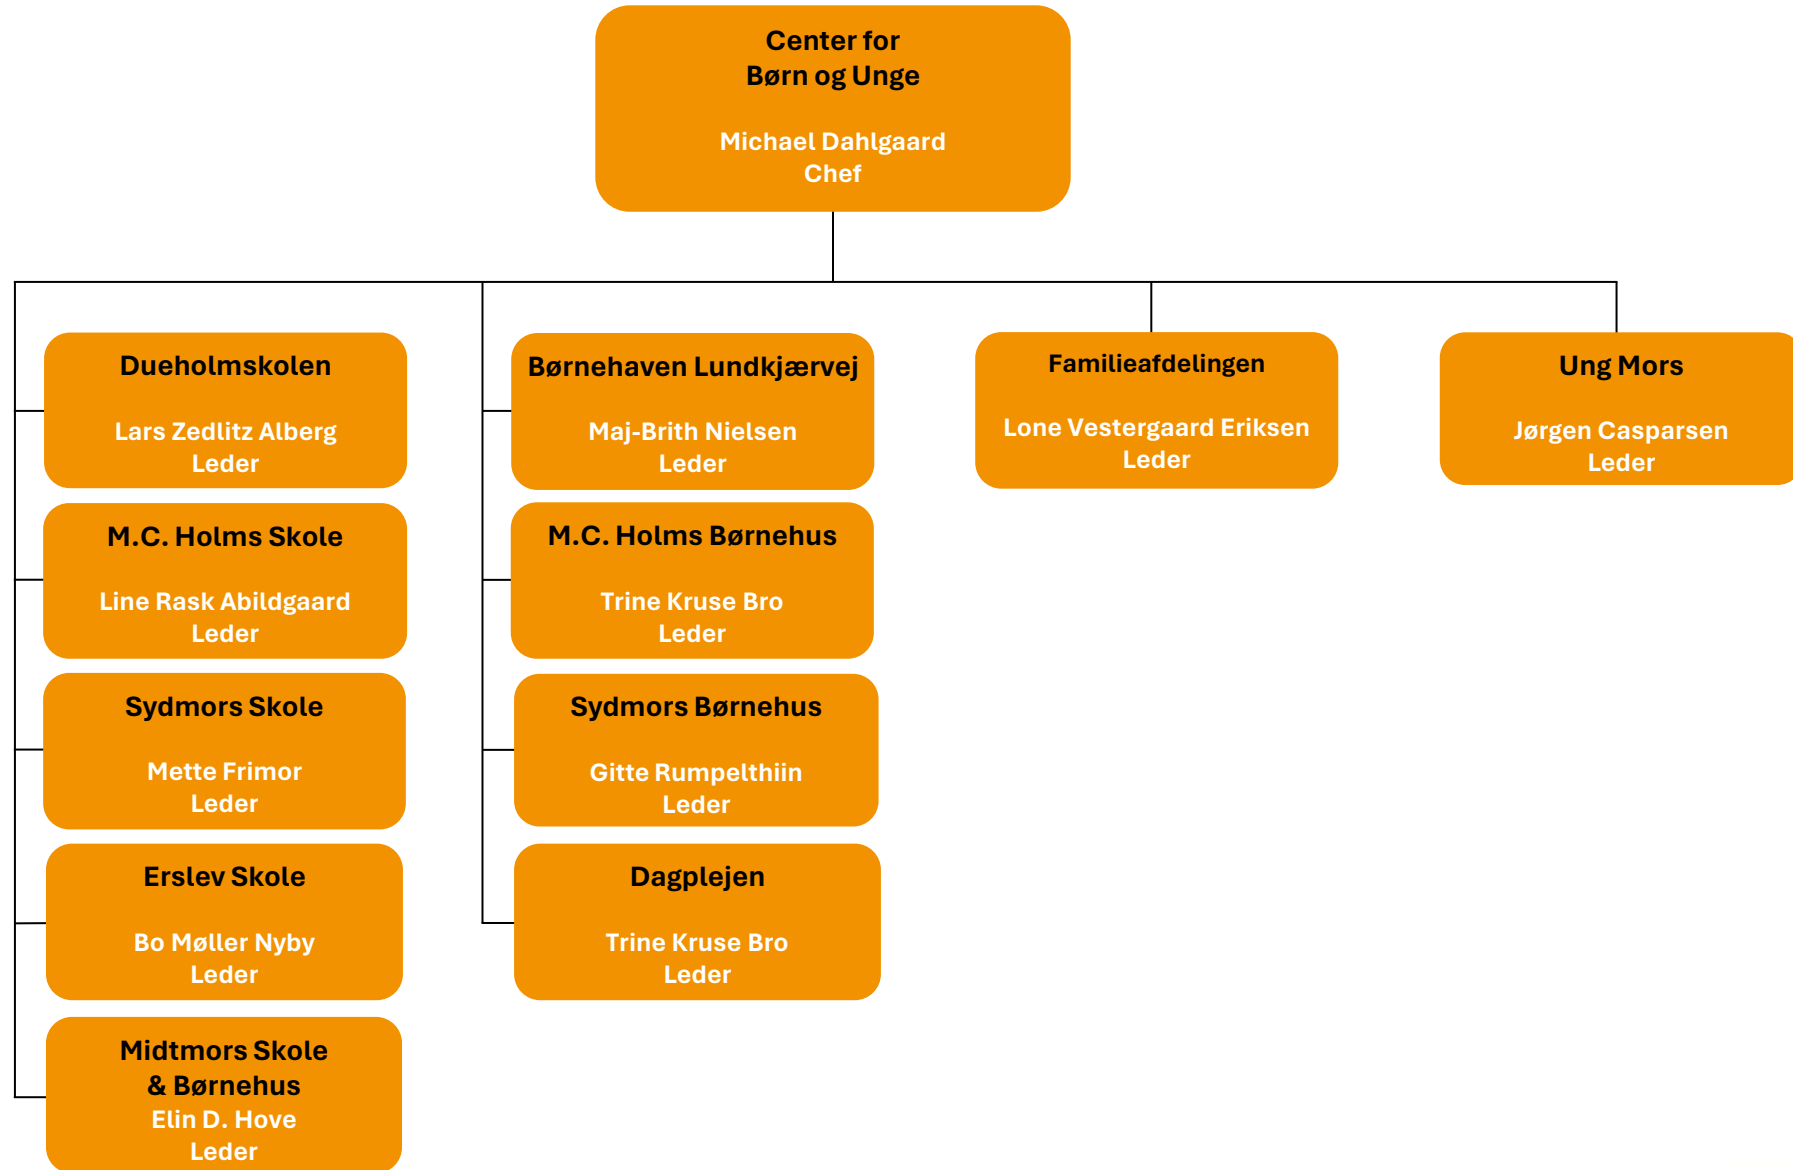 Center for
Børn og Unge
Michael Dahlgaard
Chef
Dueholmskolen
Lars Zedlitz Alberg
Leder
M.C. Holms Skole
Line Rask Abildgaard
Leder
Sydmors Skole
Mette Frimor
Leder
Erslev Skole
Bo Møller Nyby
Leder
Midtmors Skole
& Børnehus
Elin D. Hove
Leder
Børnehaven Lundkjærvej
Maj-Brith Nielsen
Leder
M.C. Holms Børnehus
Trine Kruse Bro
Leder
Sydmors Børnehus
Gitte Rumpelthiin
Leder
Dagplejen
Trine Kruse Bro
Leder
Familieafdelingen
Lone Vestergaard Eriksen
Leder
Ung Mors
Jørgen Casparsen
Leder